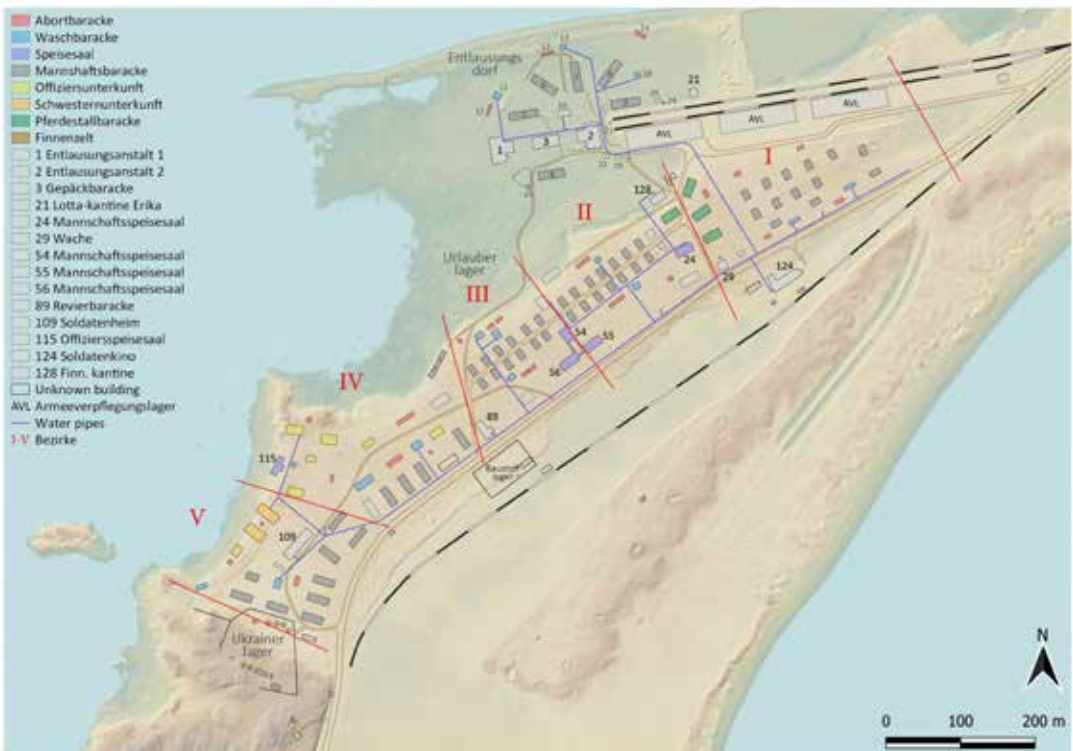 Abortbaracke
Waschbaracke
Speisesaal
Mannshaftsbaracke
Offiziersunterkunft
Schwesternunterkunft
Pferdestallbaracke
Finnenzelt
1 Entlausungsanstalt 1
2 Entlausungsanstalt 2
3 Gepäckbaracke
21 Lotta-kantine Erika
24 Mannschaftsspeisesaal
29 Wache
54 Mannschaftsspeisesaal
55 Mannschaftsspeisesaal
56 Mannschaftsspeisesaal
89 Revierbaracke
109 Soldatenheim
115 Offiziersspeisesaal
124 Soldatenkino
128 Finn. kantine
Unknown building
AVL Armeeverpflegungslager
Water pipes
I-V Bezirke
Entlausungs
dorf
21
AVL
AVL
AVL
1
3
2
I
128
II
24
29
124
Urlauber
lager
III
54
55
56
IV
89
115
V
109
Ukrainer
lager
N
0 100 200 m